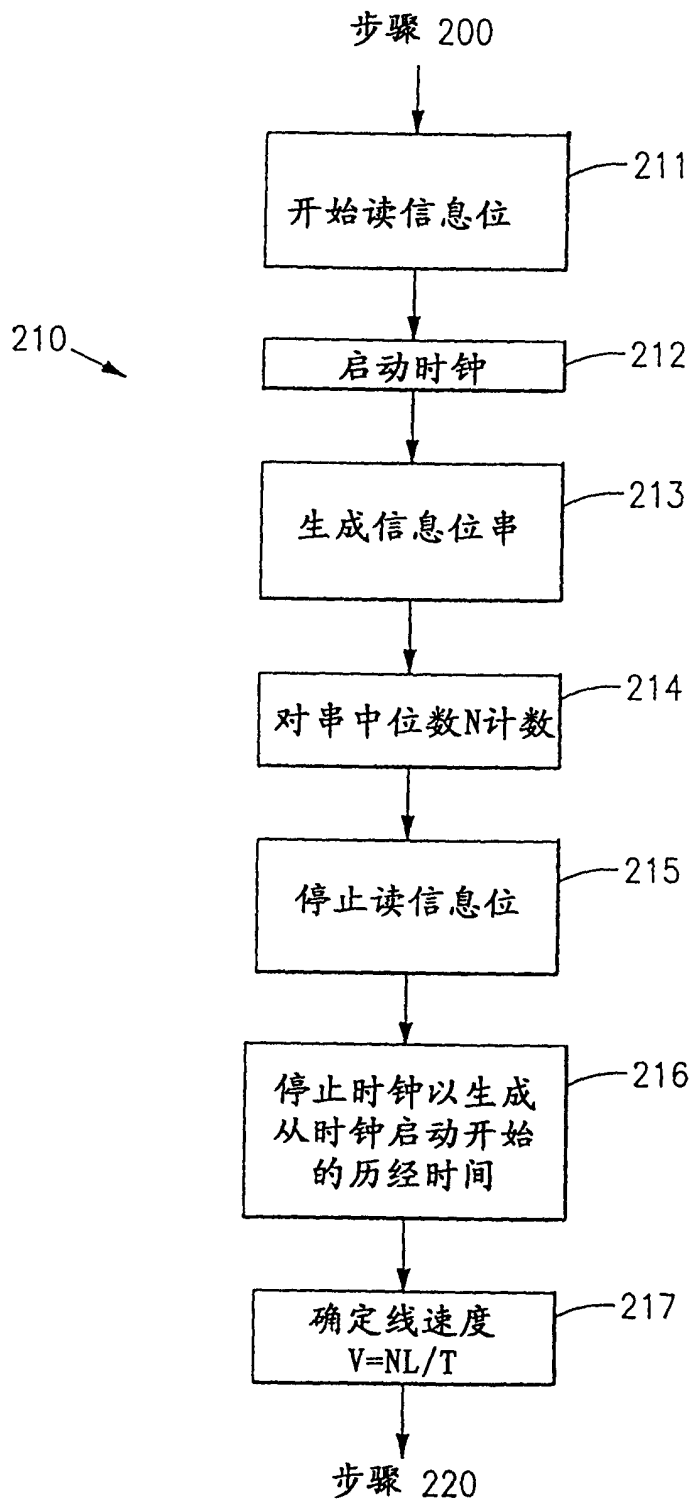 步骤 200
211
开始读信息位
210
212
启动时钟
213
生成信息位串
214
对串中位数N计数
215
停止读信息位
216
停止时钟以生成
从时钟启动开始
的历经时间
217
确定线速度
V=NL/T
步骤 220